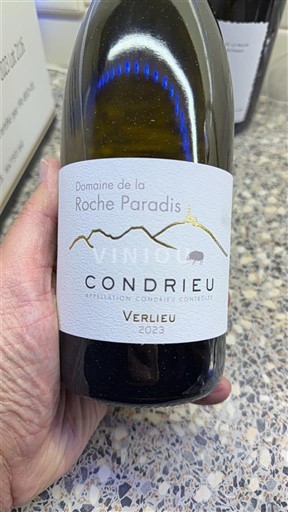 Domaine de la
Roche Paradis
VINIOU
CONDRIEU
APPELLATION CONDRIEU CONTRÔLÉE
VERLIEU
2023